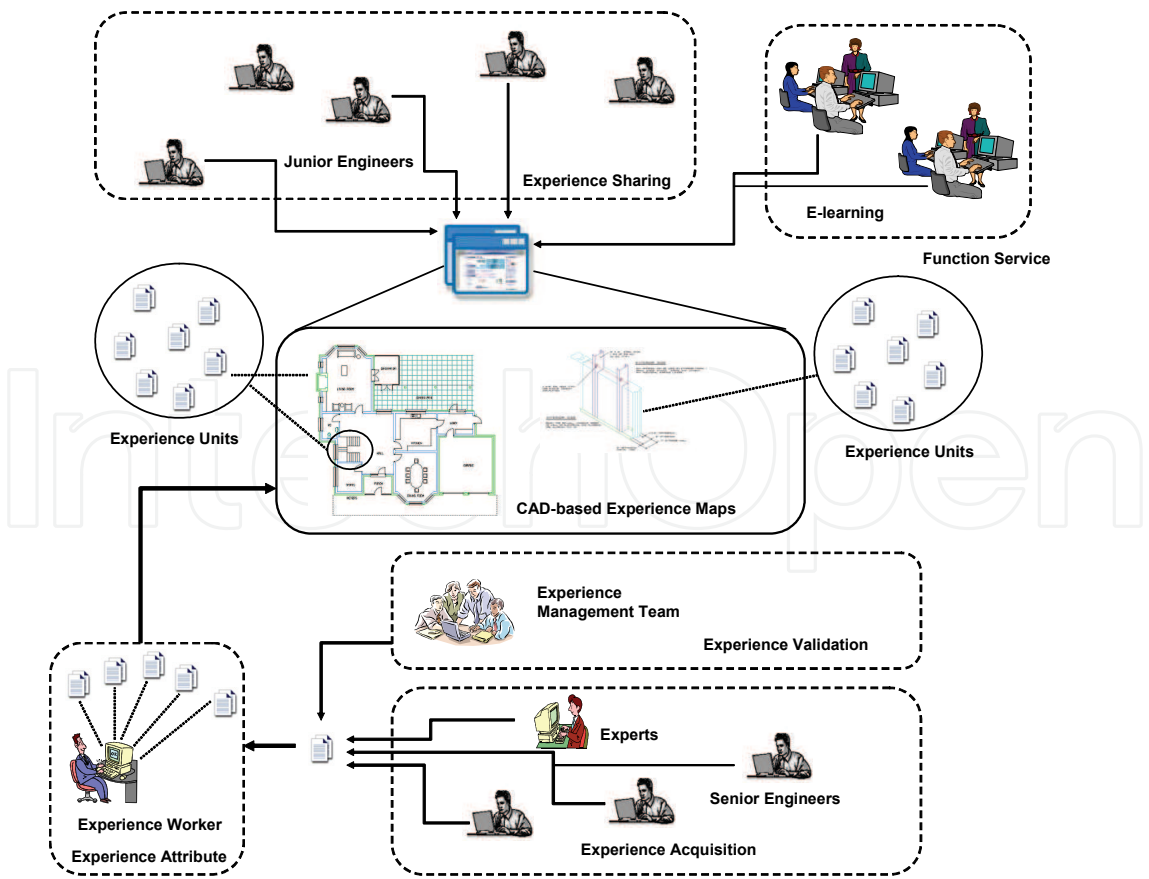 Junior Engineers
Experience Sharing
E-learning
Function Service
Experience Units
Experience Units
CAD-based Experience Maps
IntechOpen
Experience
Management Team
Experience Validation
Experts
Senior Engineers
Experience Acquisition
Experience Worker
Experience Attribute